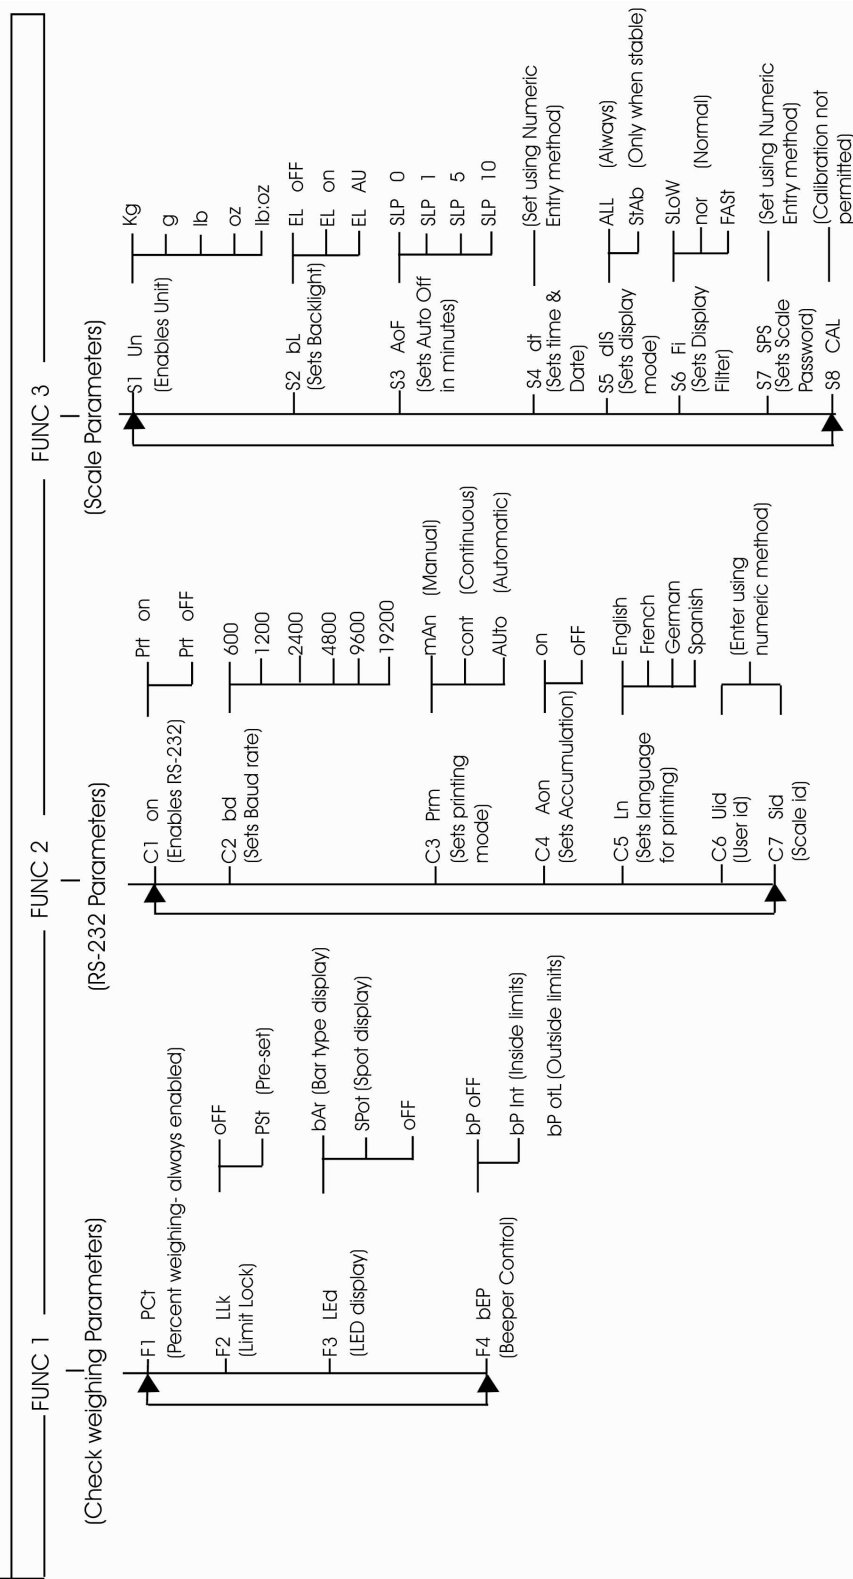 FUNC 1
(Check weighing Parameters)
F1 PCt
(Percent weighing- always enabled)
F2 LLk
(Limit Lock)
oFF
PSt (Pre-set)
F3 LEd
(LED display)
bAr (Bar type display)
SPot (Spot display)
oFF
F4 bEP
(Beeper Control)
bP oFF
bP Int (Inside limits)
bP otL (Outside limits)
FUNC 2
(RS-232 Parameters)
C1 on
(Enables RS-232)
Prt on
Prt oFF
C2 bd
(Sets Baud rate)
600
1200
2400
4800
9600
19200
C3 Prm
(Sets printing
mode)
mAn (Manual)
cont (Continuous)
AUto (Automatic)
C4 Aon
(Sets Accumulation)
on
oFF
C5 Ln
(Sets language
for printing)
English
French
German
Spanish
C6 Uid
(User id)
C7 Sid
(Scale id)
(Enter using
numeric method)
FUNC 3
(Scale Parameters)
S1 Un
(Enables Unit)
Kg
g
lb
oz
lb:oz
S2 bL
(Sets Backlight)
EL oFF
EL on
EL AU
S3 AoF
(Sets Auto Off
in minutes)
SLP 0
SLP 1
SLP 5
SLP 10
S4 dt
(Sets time &
Date)
(Set using Numeric
Entry method)
S5 dIS
(Sets display
mode)
ALL (Always)
StAb (Only when stable)
S6 Fi
(Sets Display
Filter)
SLoW
nor (Normal)
FASt
S7 SPS
(Sets Scale
Password)
(Set using Numeric
Entry method)
S8 CAL
(Calibration not
permitted)